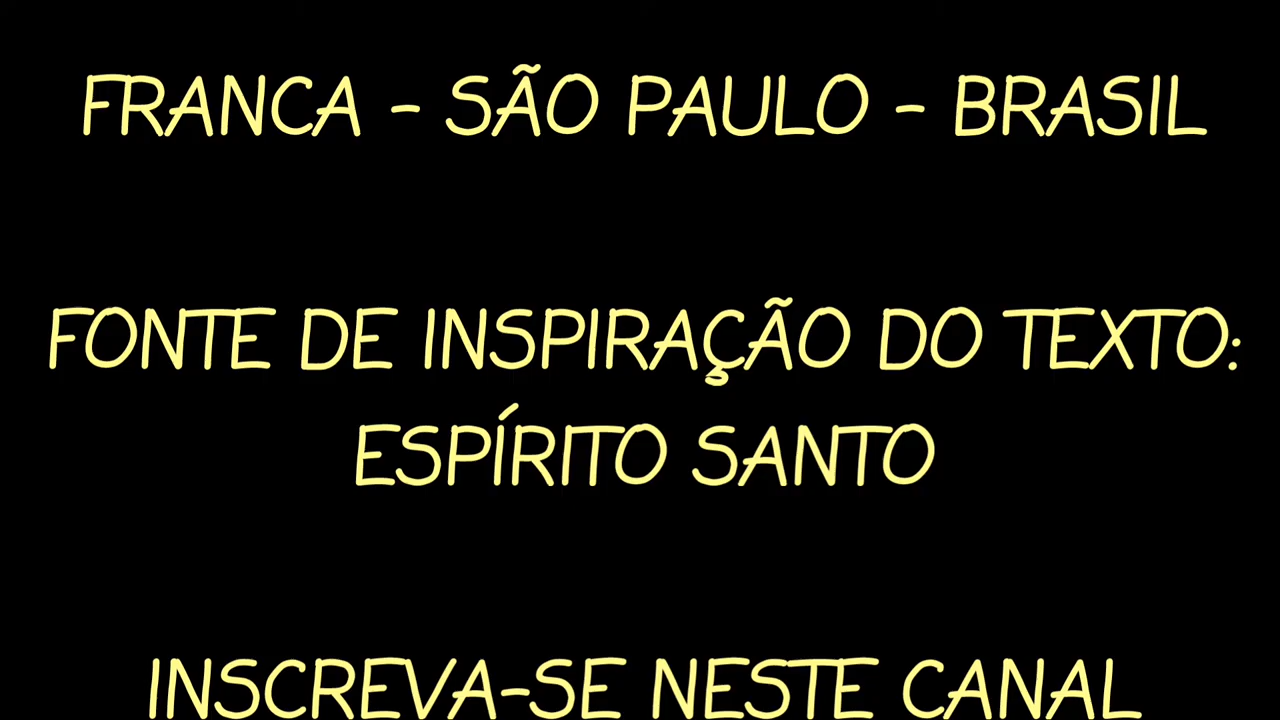 FRANCA - SÃO PAULO - BRASIL
FONTE DE INSPIRAÇÃO DO TEXTO:
ESPÍRITO SANTO
INSCREVA-SE NESTE CANAL